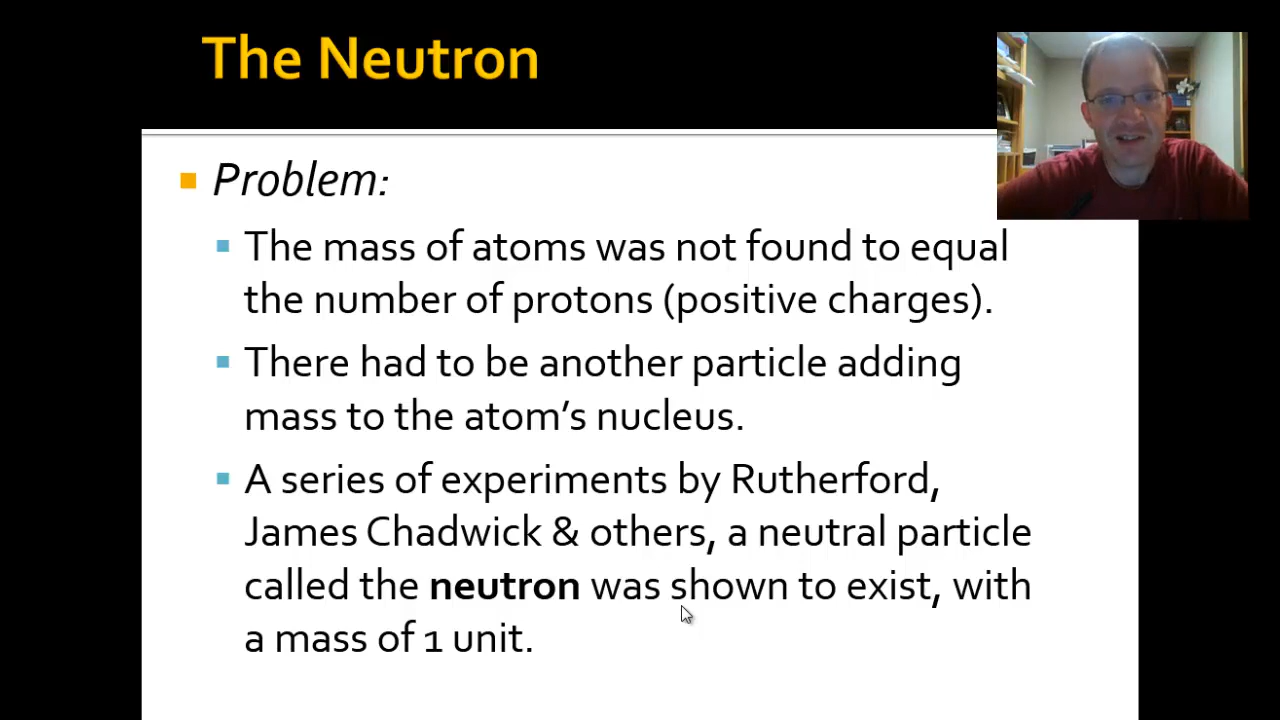 The Neutron
Problem:
The mass of atoms was not found to equal
the number of protons (positive charges).
There had to be another particle adding
mass to the atom’s nucleus.
A series of experiments by Rutherford,
James Chadwick & others, a neutral particle
called the neutron was shown to exist, with
a mass of 1 unit.